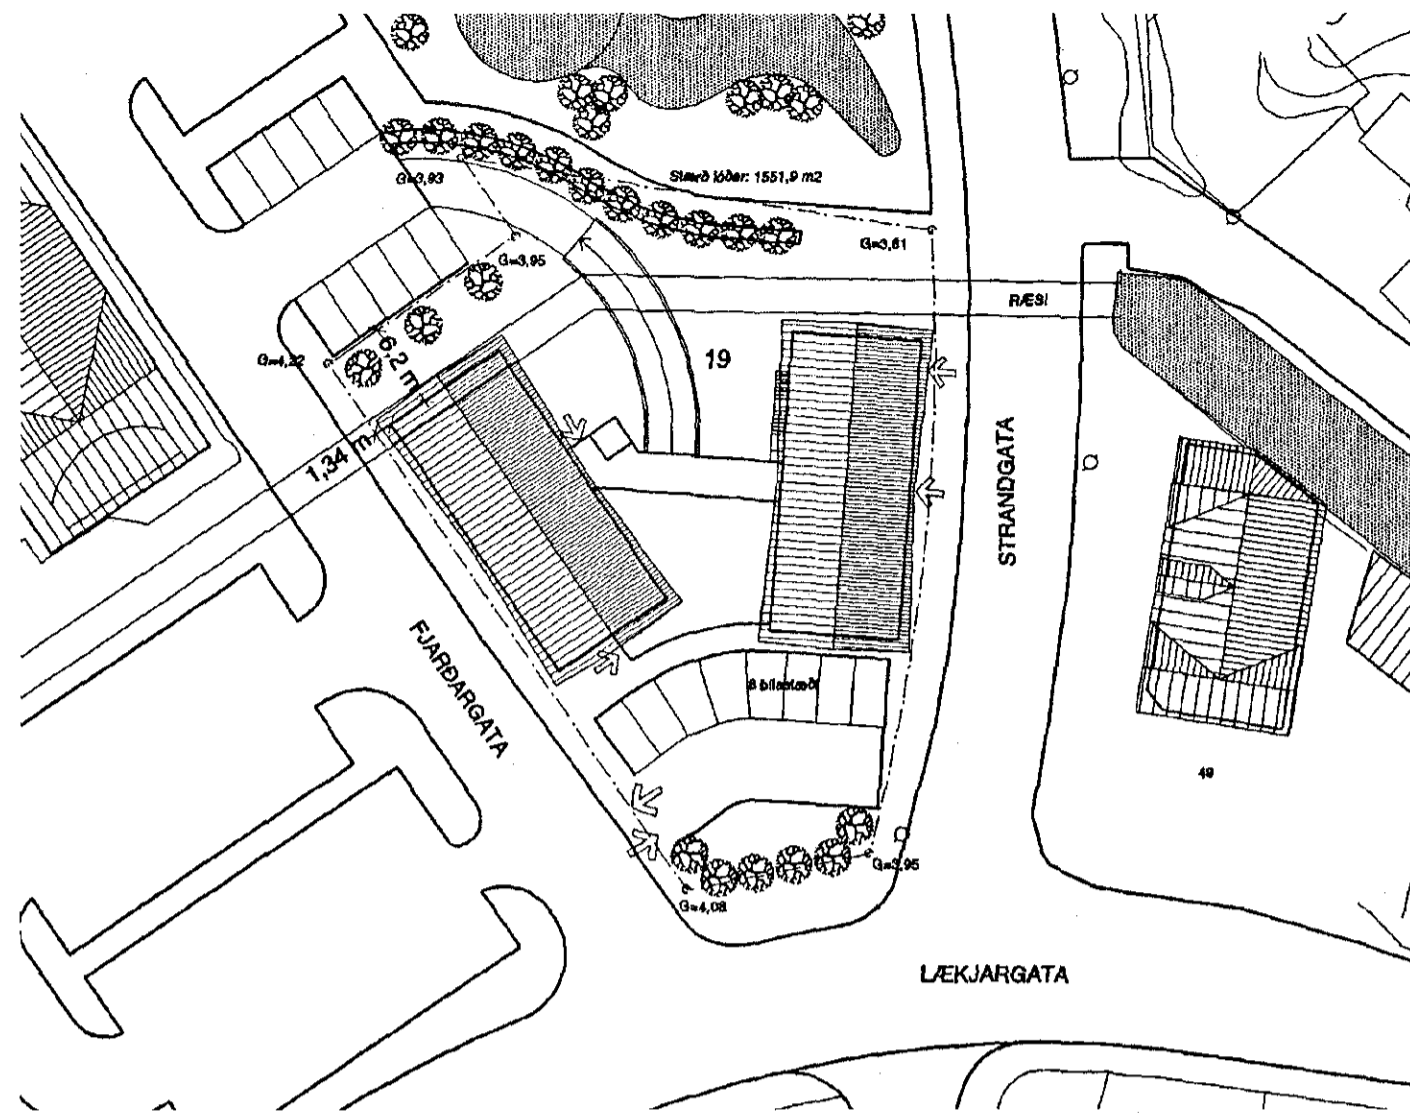 Stærð lóðar: 1551,9 m2
G=3,93
G=3,61
G=3,95
RÆSI
G=4,22
6,2 m
19
1,34 m
STRANDGATA
FJARÐARGATA
8 bílastæði
49
G=3,95
G=4,08
LÆKJARGATA